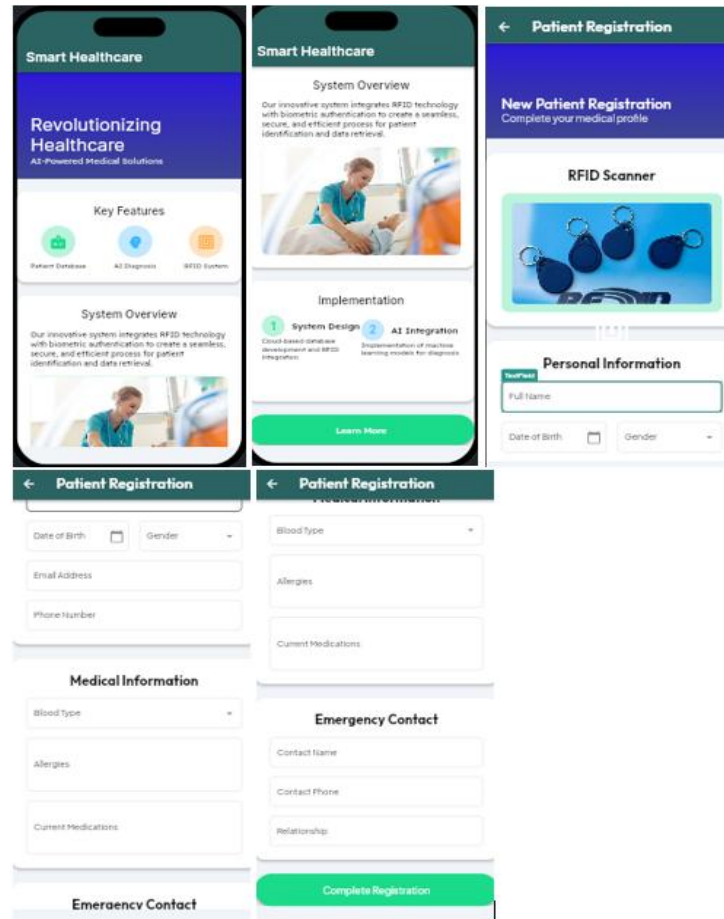 Smart Healthcare
Revolutionizing
Healthcare
AI-Powered Medical Solutions
Key Features
Patient Database
AI Diagnosis
RFID System
System Overview
Our innovative system integrates RFID technology
with biometric authentication to create a seamless,
secure, and efficient process for patient
identification and data retrieval.
Smart Healthcare
System Overview
Our innovative system integrates RFID technology
with biometric authentication to create a seamless,
secure, and efficient process for patient
identification and data retrieval.
Implementation
1 System Design
Cloud-based database
development and RFID
integration
2 AI Integration
Implementation of machine
learning models for diagnosis
Learn More
Patient Registration
New Patient Registration
Complete your medical profile
RFID Scanner
RFID
Personal Information
TextField
Full Name
Date of Birth
Gender
Patient Registration
Date of Birth
Gender
Email Address
Phone Number
Medical Information
Blood Type
Allergies
Current Medications
Emergency Contact
Patient Registration
Medical Information
Blood Type
Allergies
Current Medications
Emergency Contact
Contact Name
Contact Phone
Relationship
Complete Registration